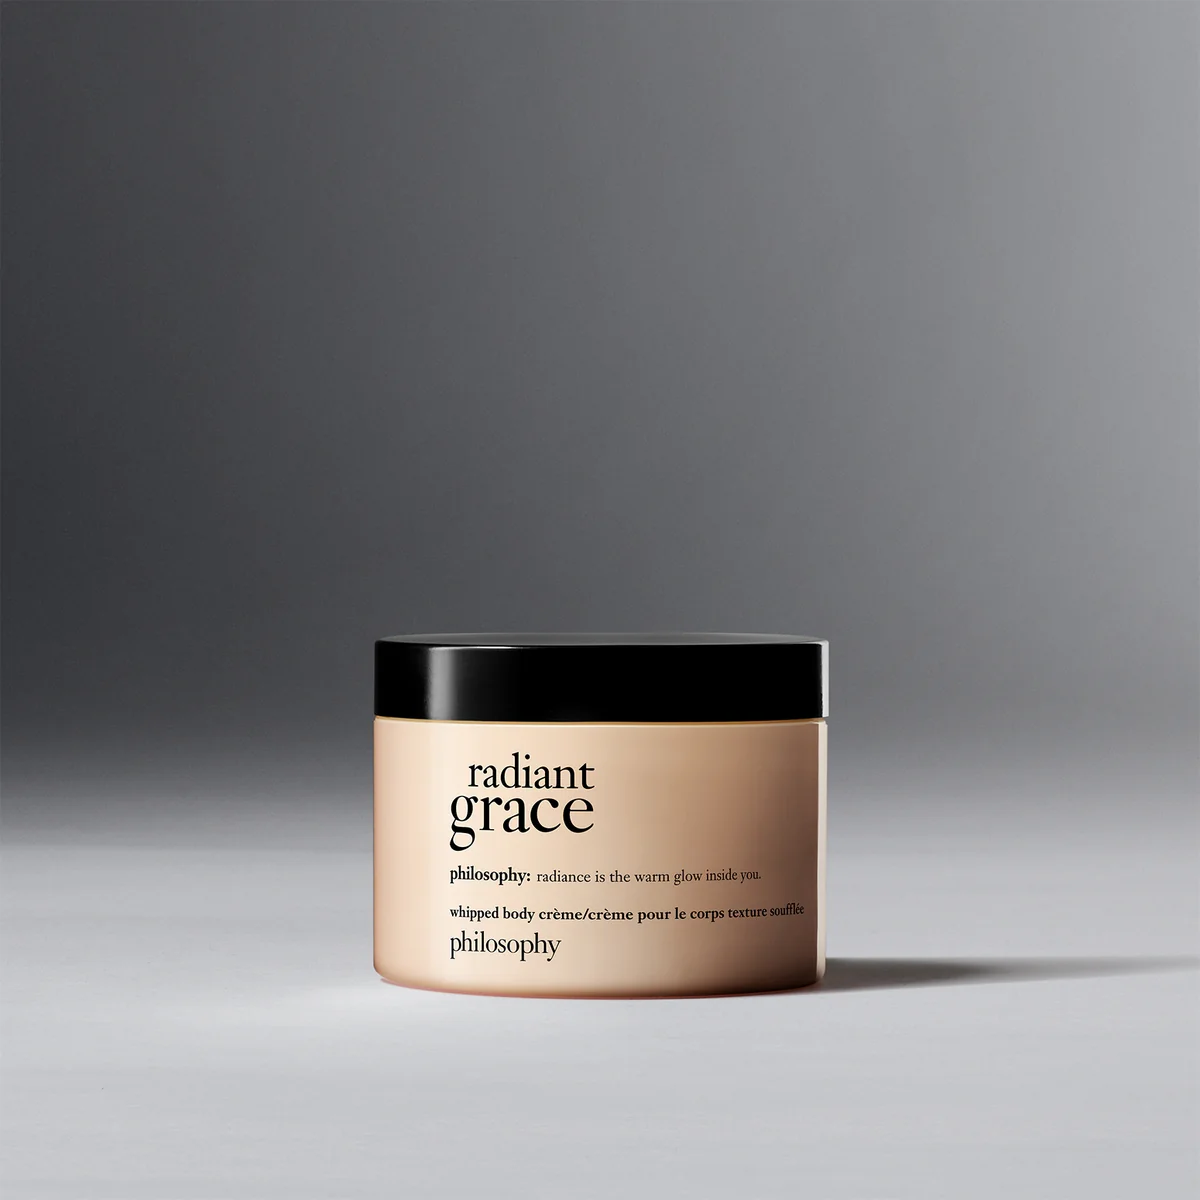 radiant
grace
philosophy: radiance is the warm glow inside you.
whipped body crème/crème pour le corps texture soufflée
philosophy